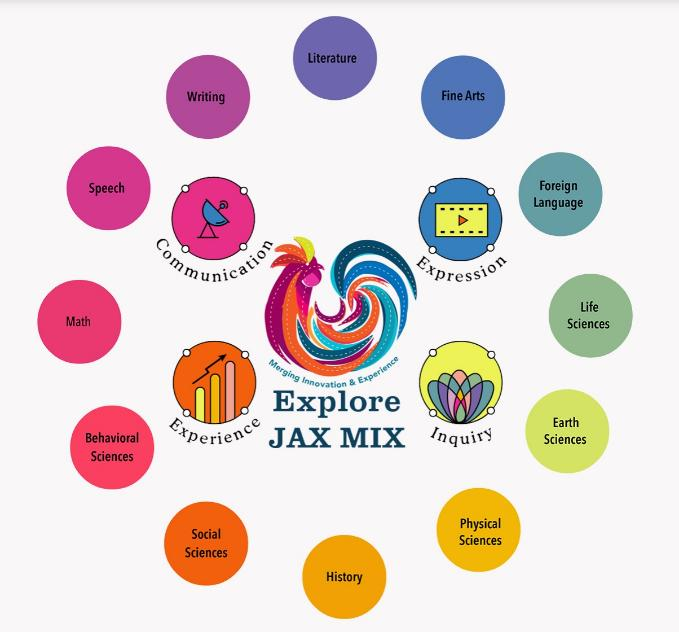 Literature
Writing
Fine Arts
Speech
Foreign
Language
Communication
Expression
Math
Life
Sciences
Merging Innovation & Experience
Explore
JAX MIX
Experience
Inquiry
Behavioral
Sciences
Earth
Sciences
Social
Sciences
Physical
Sciences
History